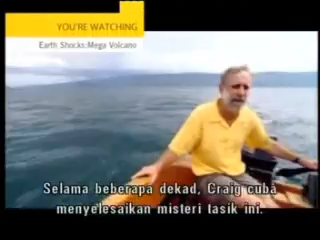 YOU'RE WATCHING
Earth Shocks:Mega Volcano
Selama beberapa dekad, Craig cuba
menyelesaikan misteri tasik ini.